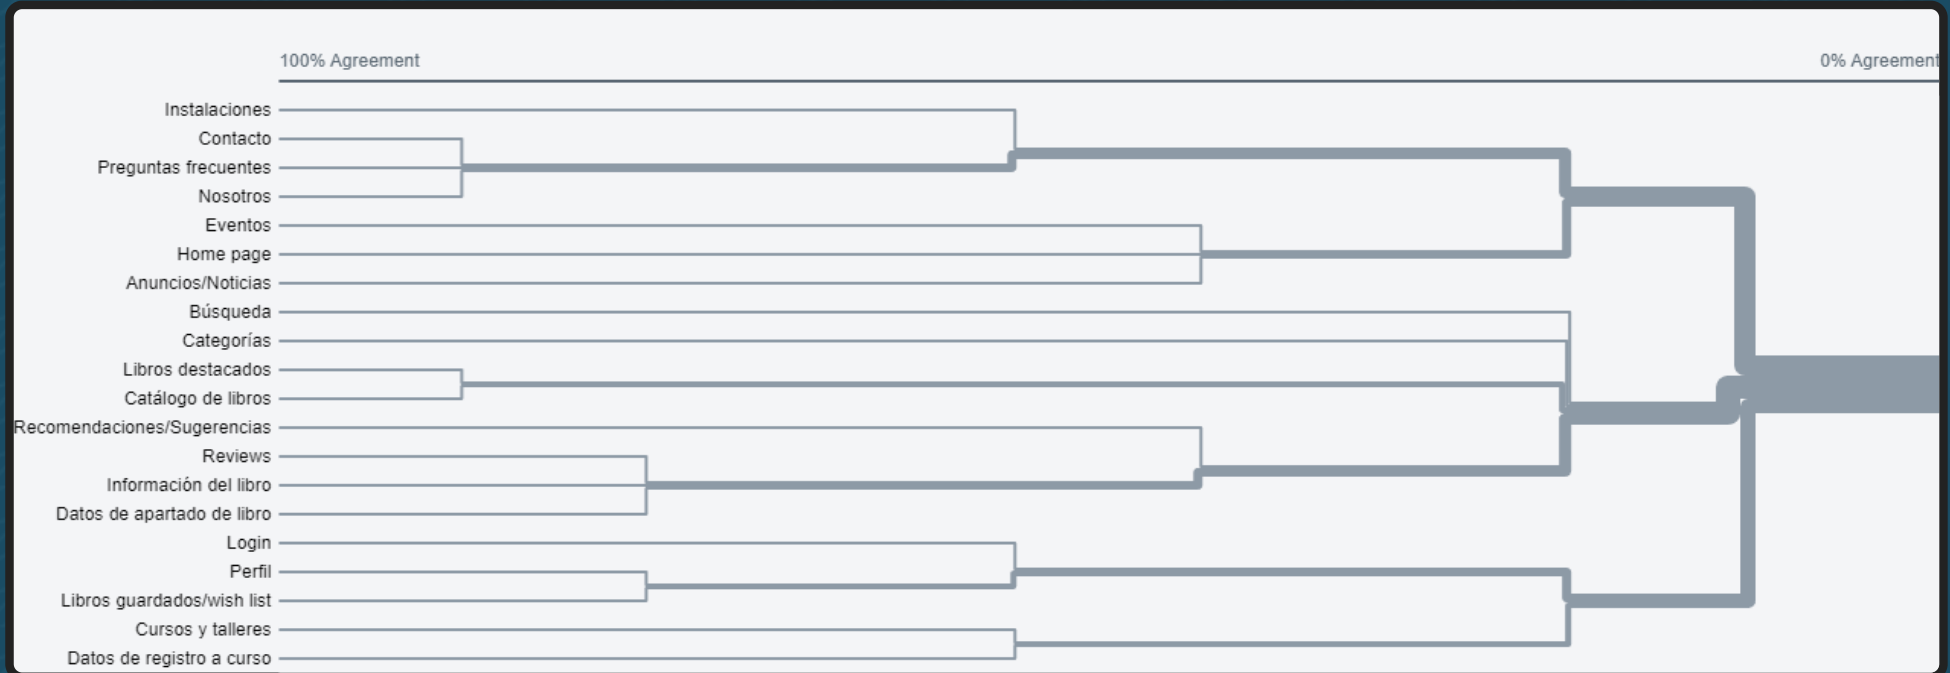 100% Agreement 0% Agreement
Instalaciones
Contacto
Preguntas frecuentes
Nosotros
Eventos
Home page
Anuncios/Noticias
Búsqueda
Categorías
Libros destacados
Catálogo de libros
Recomendaciones/Sugerencias
Reviews
Información del libro
Datos de apartado de libro
Login
Perfil
Libros guardados/wish list
Cursos y talleres
Datos de registro a curso